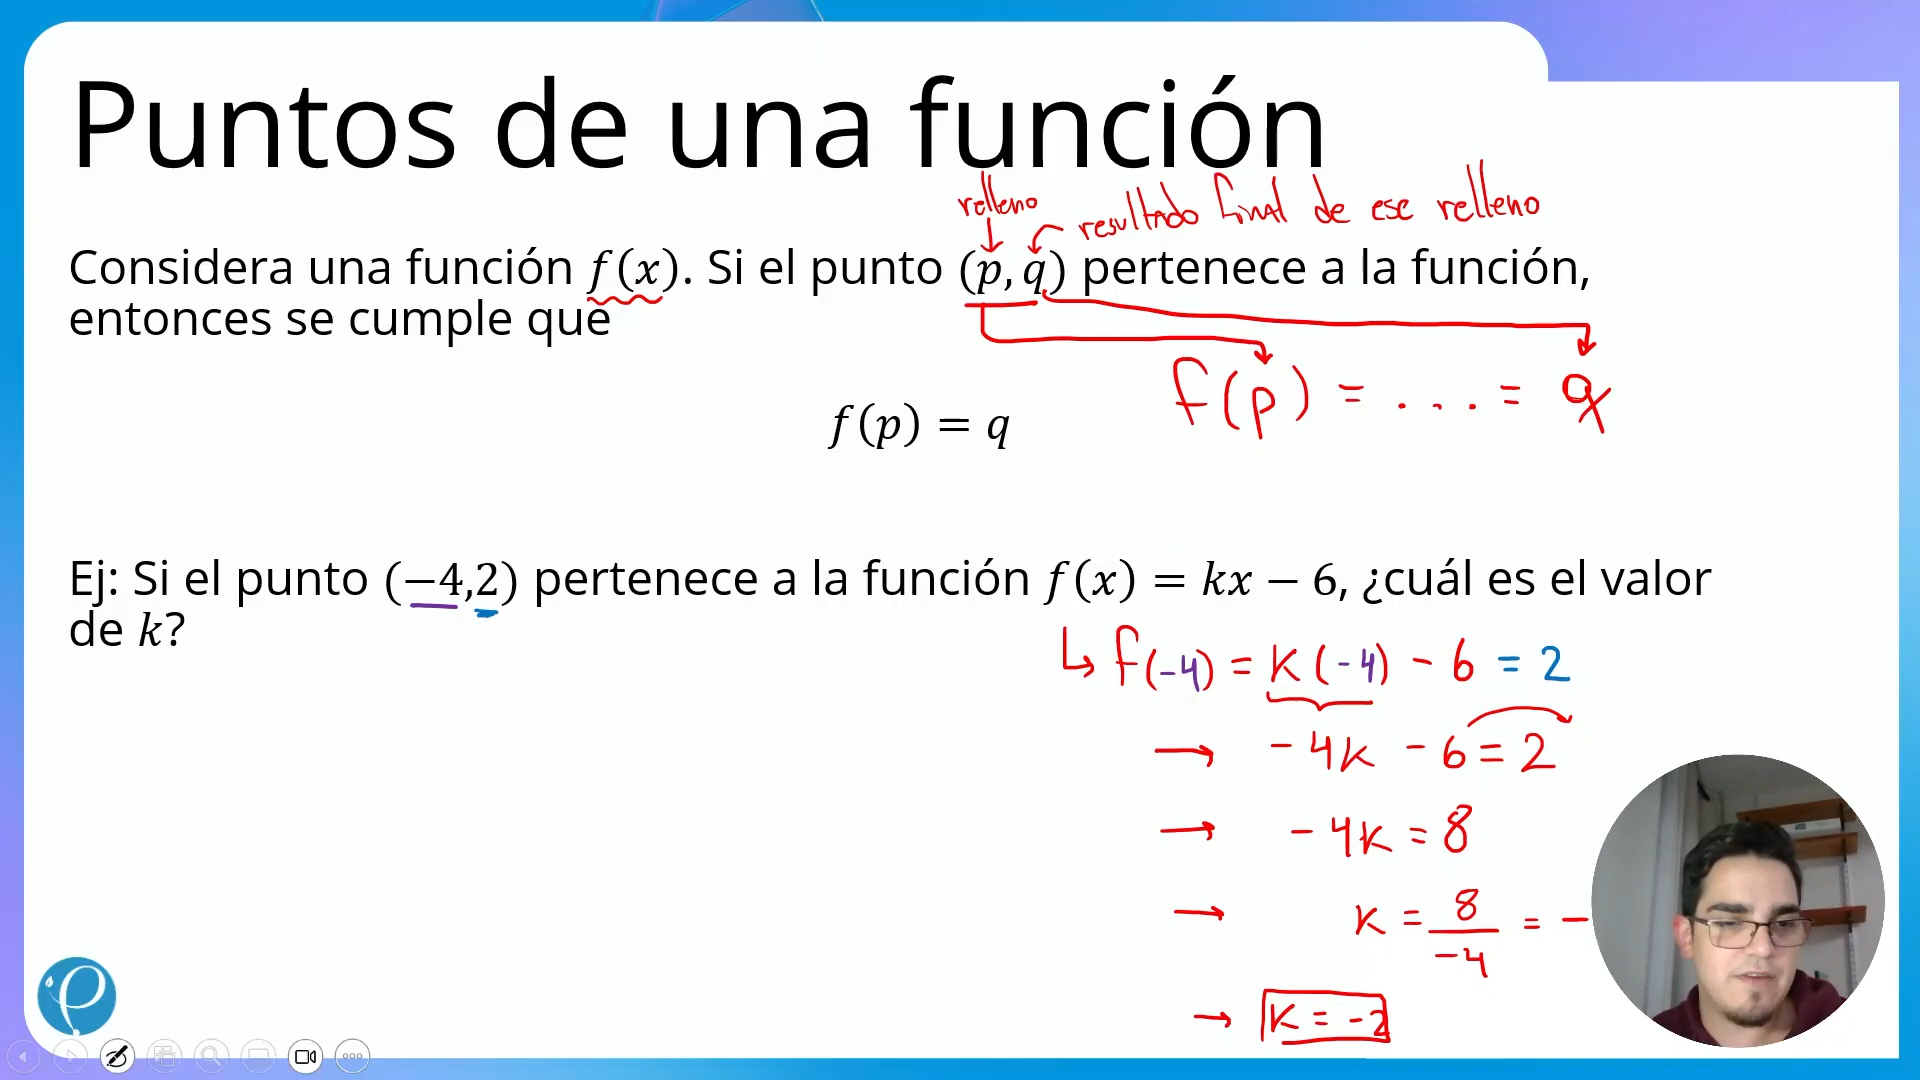 Puntos de una función
relleno
resultado final de ese relleno
Considera una función f(x). Si el punto (p, q) pertenece a la función,
entonces se cumple que
f(p) = ... = q
f(p) = q
Ej: Si el punto (−4,2) pertenece a la función f(x) = kx − 6, ¿cuál es el valor
de k?
↳ f(-4) = K(-4) - 6 = 2
→ -4K - 6 = 2
→ -4K = 8
→ K = 8/-4 = -
→ K = -2